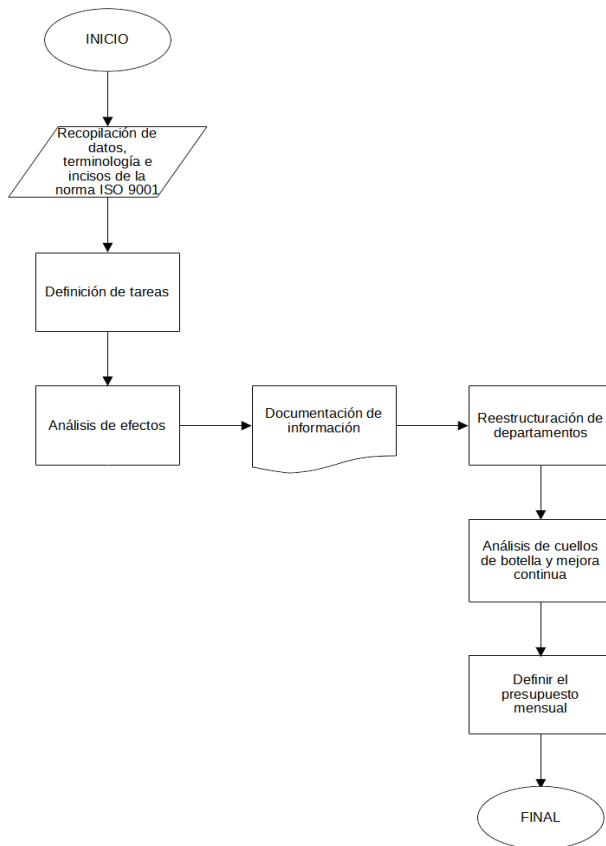 INICIO
Recopilación de
datos,
terminología e
incisos de la
norma ISO 9001
Definición de tareas
Análisis de efectos
Documentación de
información
Reestructuración de
departamentos
Análisis de cuellos
de botella y mejora
continua
Definir el
presupuesto
mensual
FINAL